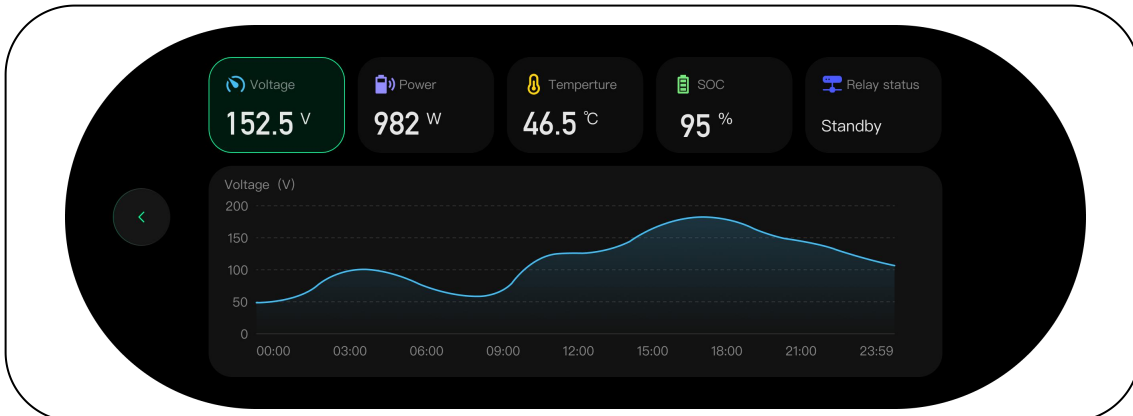 Voltage
152.5 V
Power
982 W
Temperture
46.5 ℃
SOC
95 %
Relay status
Standby
Voltage (V)
200
150
100
50
0
00:00 03:00 06:00 09:00 12:00 15:00 18:00 21:00 23:59